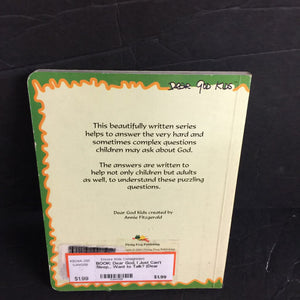 DEAR GOD KIDS
This beautifully written series
helps to answer the very hard and
sometimes complex questions
children may ask about God.
The answers are written to
help not only children but adults
as well, to understand these puzzling
questions.
Dear God Kids created by
Annie Fitzgerald
Flying Frog Publishing
BOOK: Dear God, I Just Can't
Sleep.. Want to Talk? (Dear
$1.99
$1.99